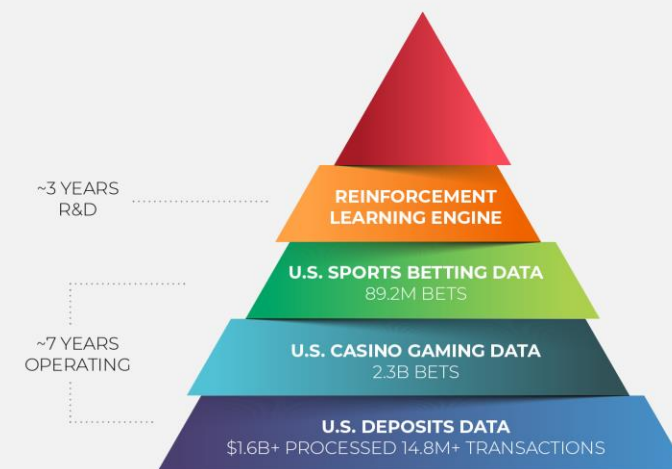 ~3 YEARS
R&D
REINFORCEMENT
LEARNING ENGINE
U.S. SPORTS BETTING DATA
89.2M BETS
~7 YEARS
OPERATING
U.S. CASINO GAMING DATA
2.3B BETS
U.S. DEPOSITS DATA
$1.6B+ PROCESSED 14.8M+ TRANSACTIONS